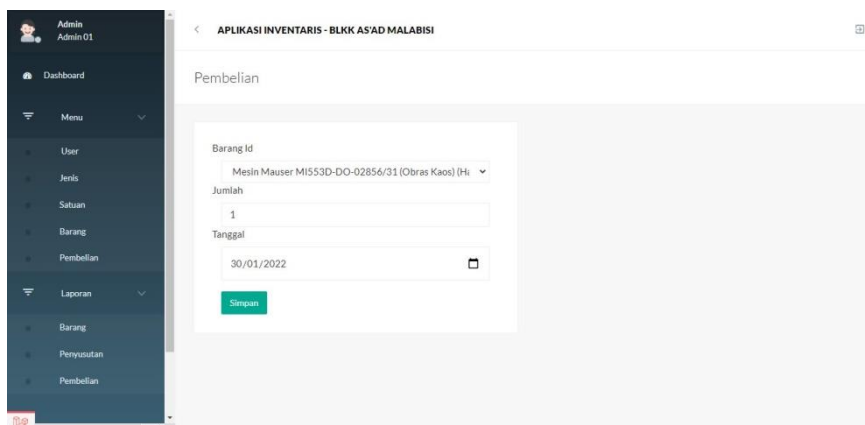 Admin
Admin 01
Dashboard
Menu
User
Jenis
Satuan
Barang
Pembelian
Laporan
Barang
Penyusutan
Pembelian
APLIKASI INVENTARIS - BLKK AS'AD MALABISI
Pembelian
Barang Id
Mesin Mauser MI553D-DO-02856/31 (Obras Kaos) (Ha
Jumlah
1
Tanggal
30/01/2022
Simpan